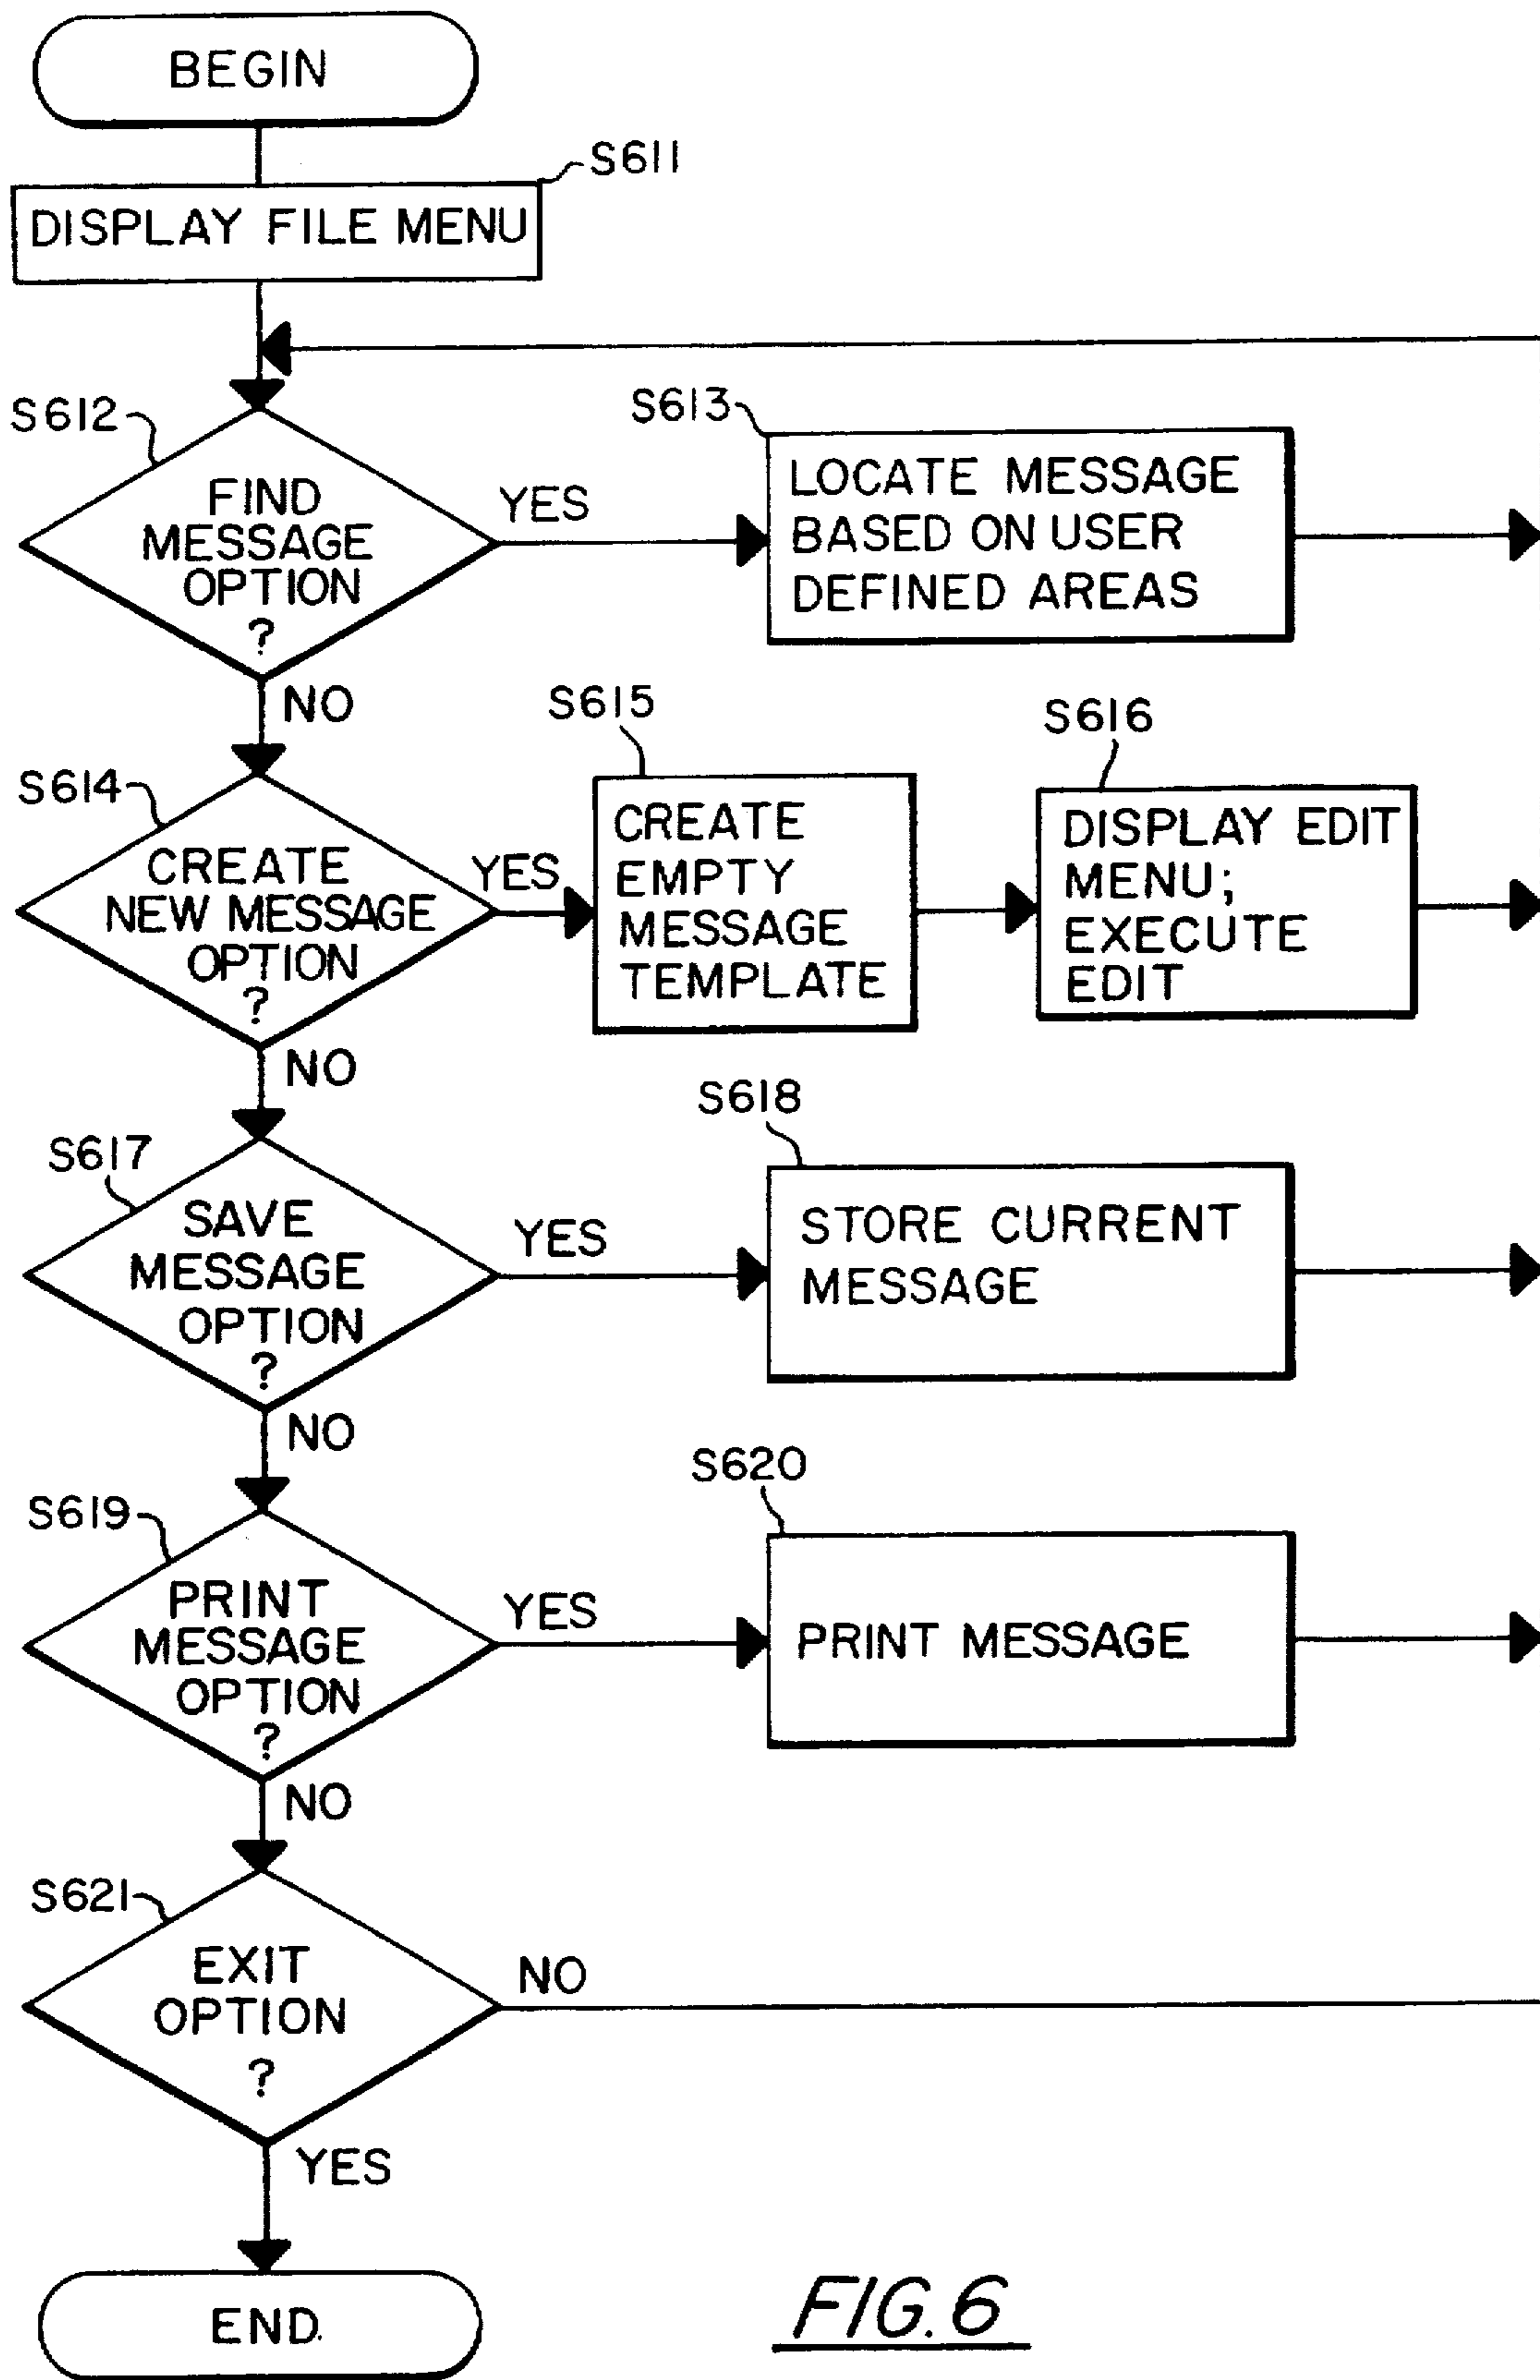 BEGIN
S611
DISPLAY FILE MENU
S612
FIND
MESSAGE
OPTION
?
YES
NO
S613
LOCATE MESSAGE
BASED ON USER
DEFINED AREAS
S614
CREATE
NEW MESSAGE
OPTION
?
YES
NO
S615
CREATE
EMPTY
MESSAGE
TEMPLATE
S616
DISPLAY EDIT
MENU;
EXECUTE
EDIT
S617
SAVE
MESSAGE
OPTION
?
YES
NO
S618
STORE CURRENT
MESSAGE
S619
PRINT
MESSAGE
OPTION
?
YES
NO
S620
PRINT MESSAGE
S621
EXIT
OPTION
?
NO
YES
END
FIG. 6